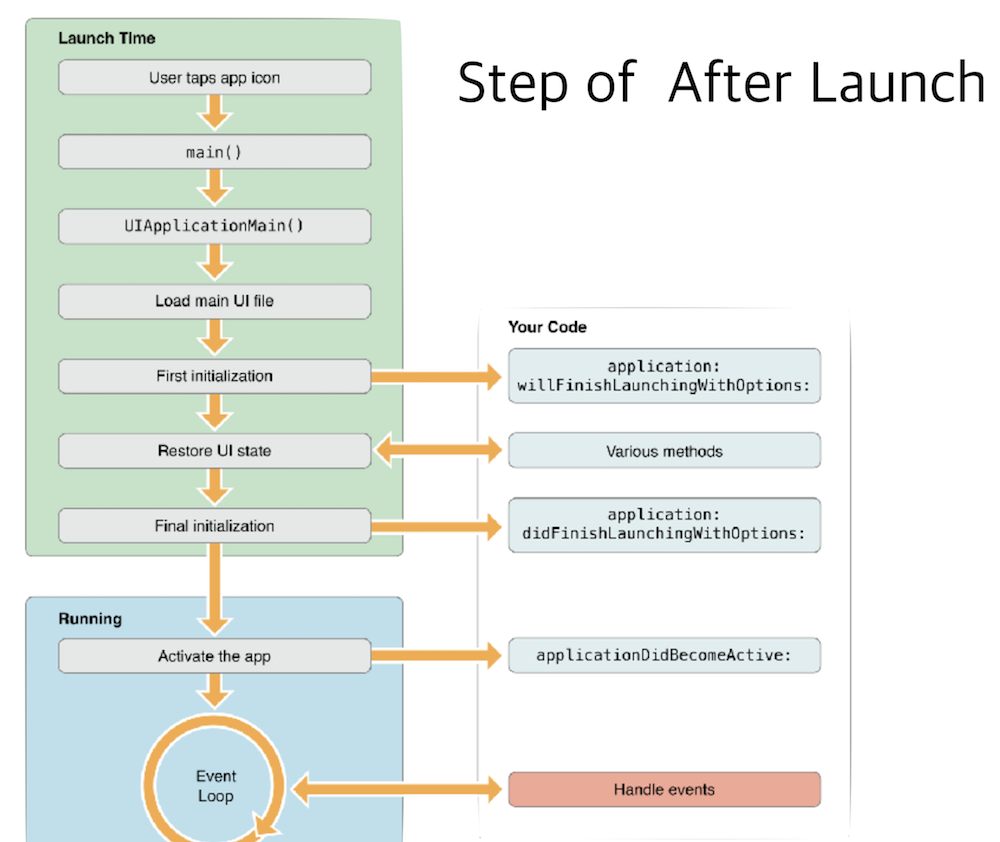 Step of After Launch
Launch Time
User taps app icon
main()
UIApplicationMain()
Load main UI file
First initialization
Restore UI state
Final initialization
Your Code
application:
willFinishLaunchingWithOptions:
Various methods
application:
didFinishLaunchingWithOptions:
Running
Activate the app
applicationDidBecomeActive:
Event
Loop
Handle events